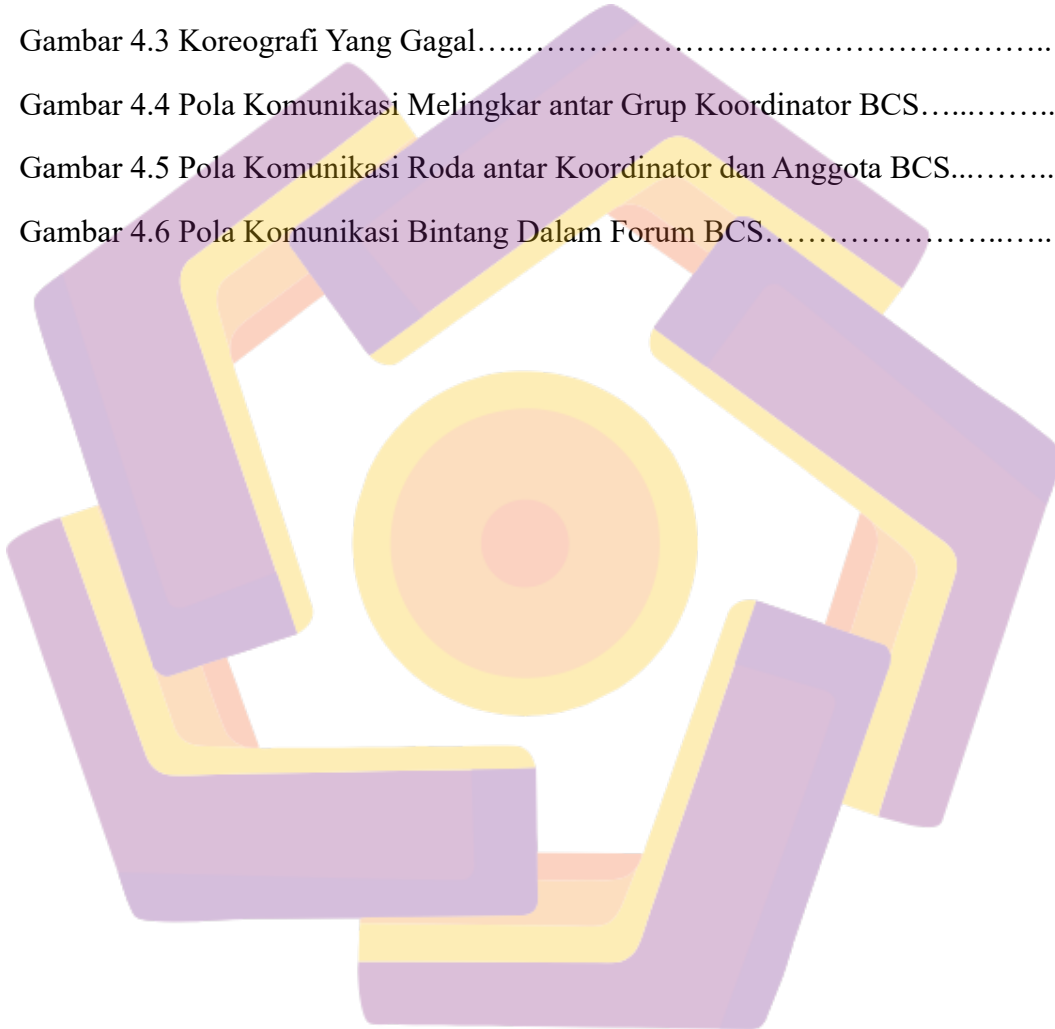 Gambar 4.3 Koreografi Yang Gagal…..………………………………………………..
Gambar 4.4 Pola Komunikasi Melingkar antar Grup Koordinator BCS…...……..
Gambar 4.5 Pola Komunikasi Roda antar Koordinator dan Anggota BCS...……..
Gambar 4.6 Pola Komunikasi Bintang Dalam Forum BCS…………………..…..